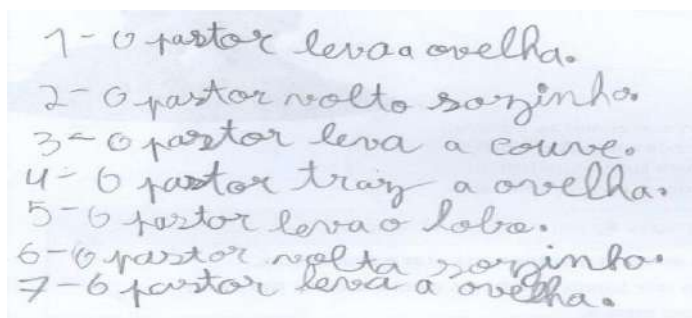 1- O pastor leva a ovelha.
2- O pastor volto sozinho.
3- O pastor leva a couve.
4- O pastor traz a ovelha.
5- O pastor leva o lobo.
6- O pastor volta sozinho.
7- O pastor leva a ovelha.